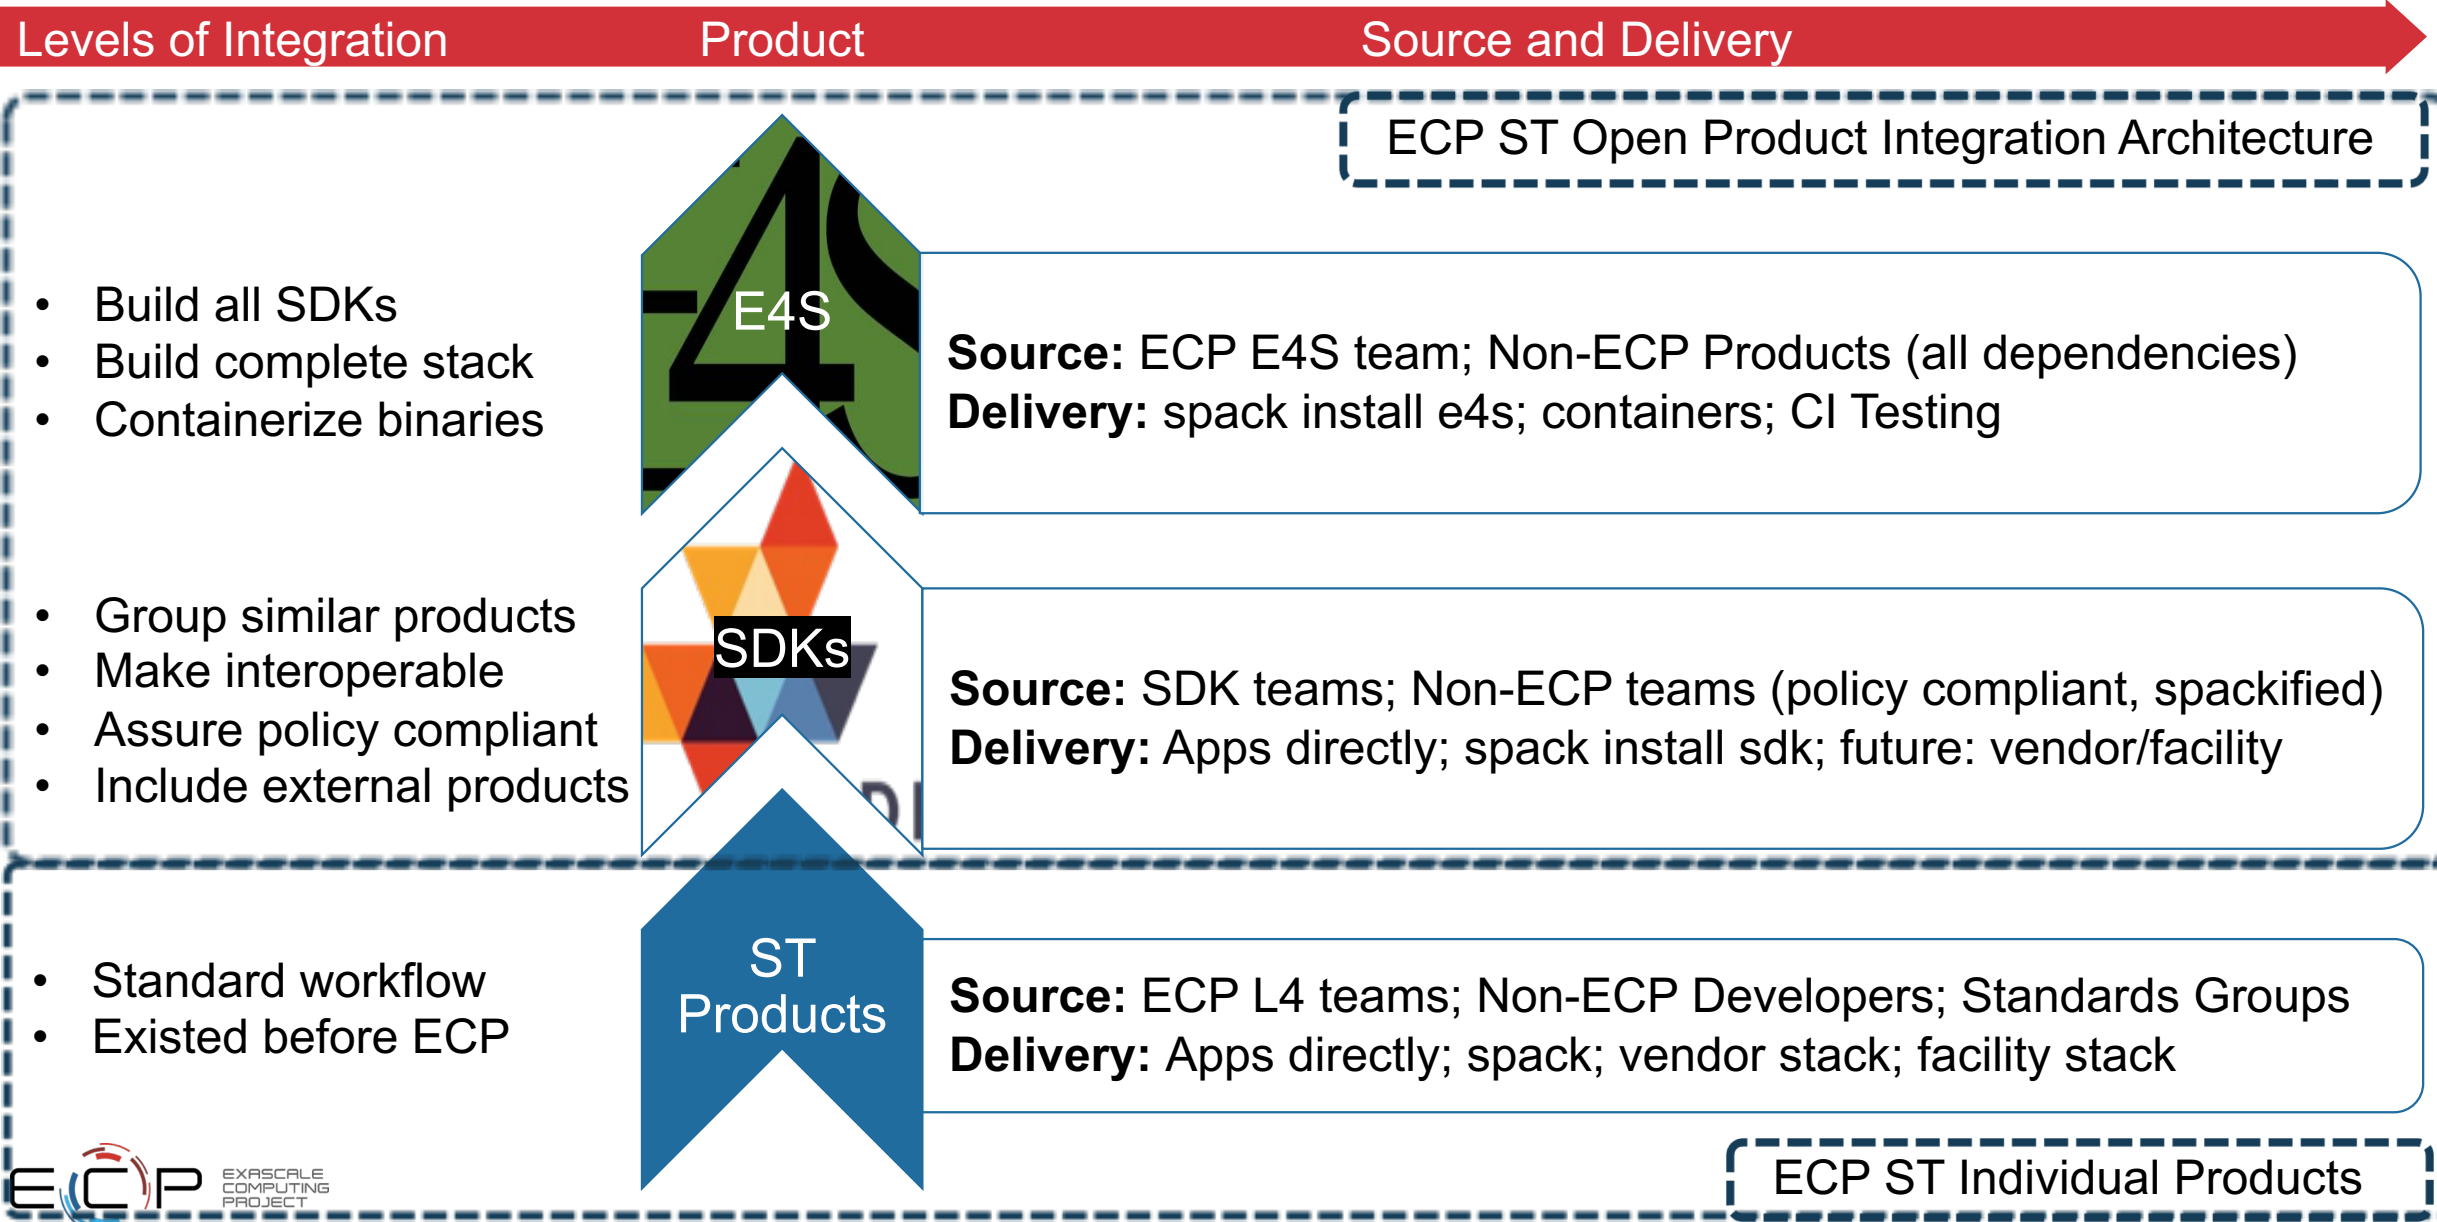 Levels of Integration Product Source and Delivery
ECP ST Open Product Integration Architecture
• Build all SDKs
• Build complete stack
• Containerize binaries
E4S
Source: ECP E4S team; Non-ECP Products (all dependencies)
Delivery: spack install e4s; containers; CI Testing
• Group similar products
• Make interoperable
• Assure policy compliant
• Include external products
SDKs
Source: SDK teams; Non-ECP teams (policy compliant, spackified)
Delivery: Apps directly; spack install sdk; future: vendor/facility
• Standard workflow
• Existed before ECP
ST
Products
Source: ECP L4 teams; Non-ECP Developers; Standards Groups
Delivery: Apps directly; spack; vendor stack; facility stack
ECP
EXASCALE
COMPUTING
PROJECT
ECP ST Individual Products